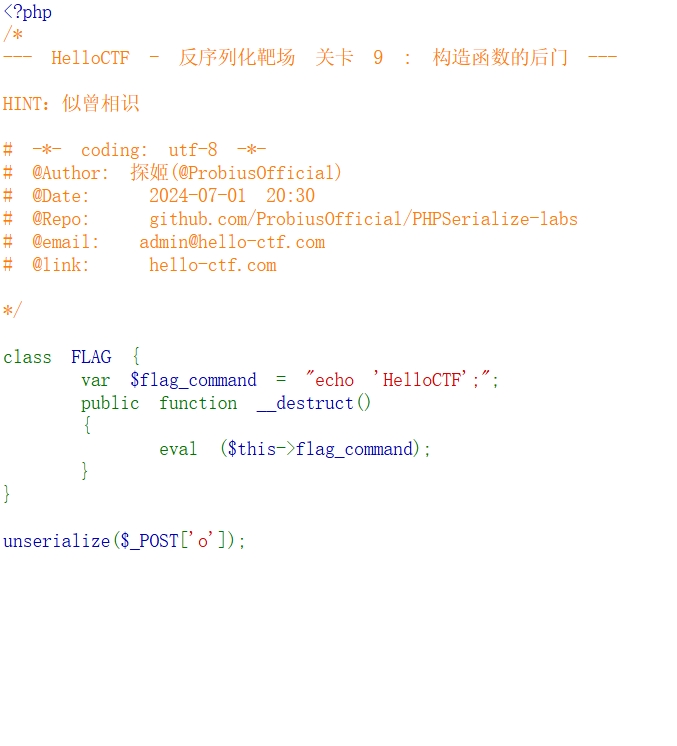 <?php
/*
--- HelloCTF - 反序列化靶场 关卡 9 : 构造函数的后门 ---
HINT：似曾相识
# -*- coding: utf-8 -*-
# @Author: 探姬(@ProbiusOfficial)
# @Date: 2024-07-01 20:30
# @Repo: github.com/ProbiusOfficial/PHPSerialize-labs
# @email: admin@hello-ctf.com
# @link: hello-ctf.com
*/
class FLAG {
var $flag_command = "echo 'HelloCTF';";
public function __destruct()
{
eval ($this->flag_command);
}
}
unserialize($_POST['o']);